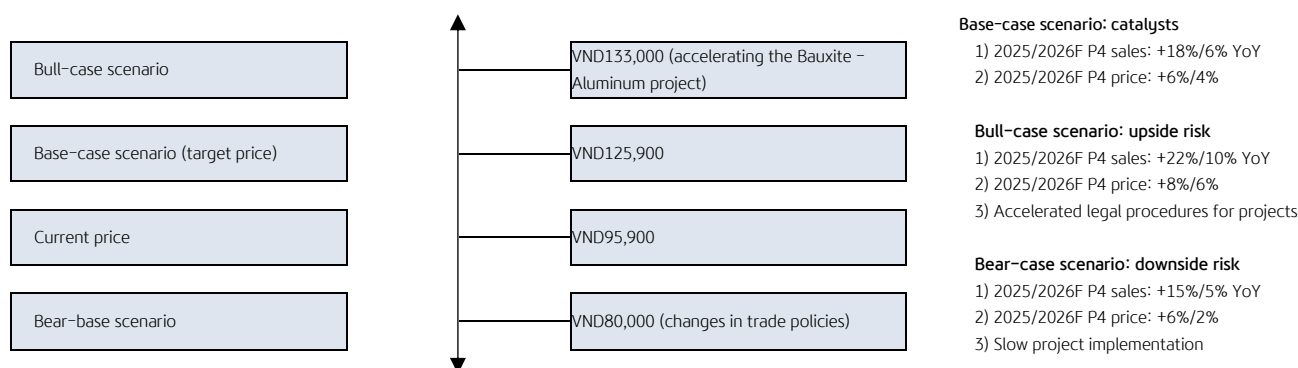 Bull-case scenario
VND133,000 (accelerating the Bauxite -
Aluminum project)
Base-case scenario (target price)
VND125,900
Current price
VND95,900
Bear-base scenario
VND80,000 (changes in trade policies)
Base-case scenario: catalysts
1) 2025/2026F P4 sales: +18%/6% YoY
2) 2025/2026F P4 price: +6%/4%
Bull-case scenario: upside risk
1) 2025/2026F P4 sales: +22%/10% YoY
2) 2025/2026F P4 price: +8%/6%
3) Accelerated legal procedures for projects
Bear-case scenario: downside risk
1) 2025/2026F P4 sales: +15%/5% YoY
2) 2025/2026F P4 price: +6%/2%
3) Slow project implementation